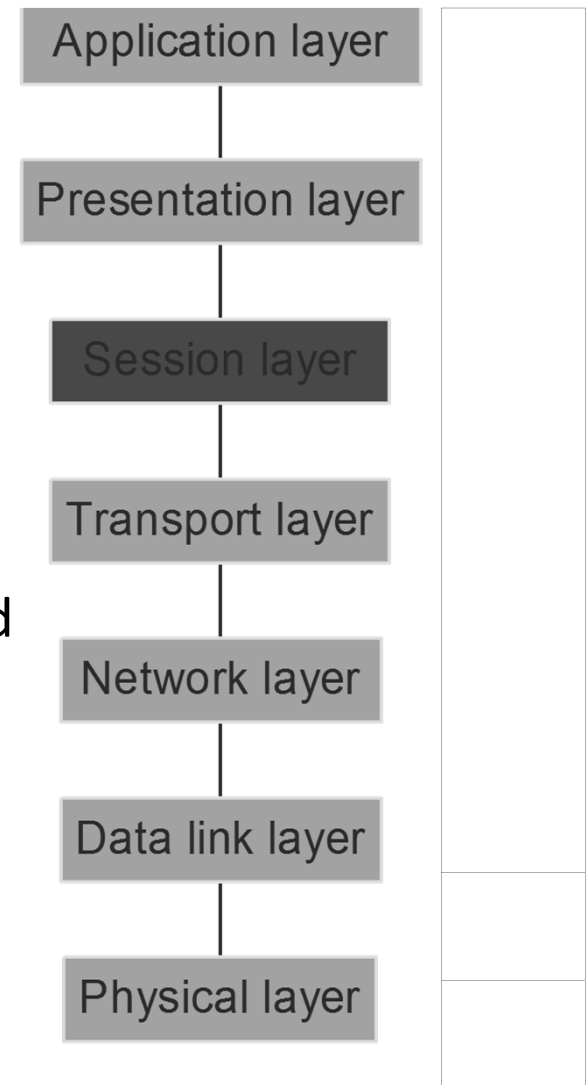 Application layer
Presentation layer
Session layer
Transport layer
d
Network layer
Data link layer
Physical layer